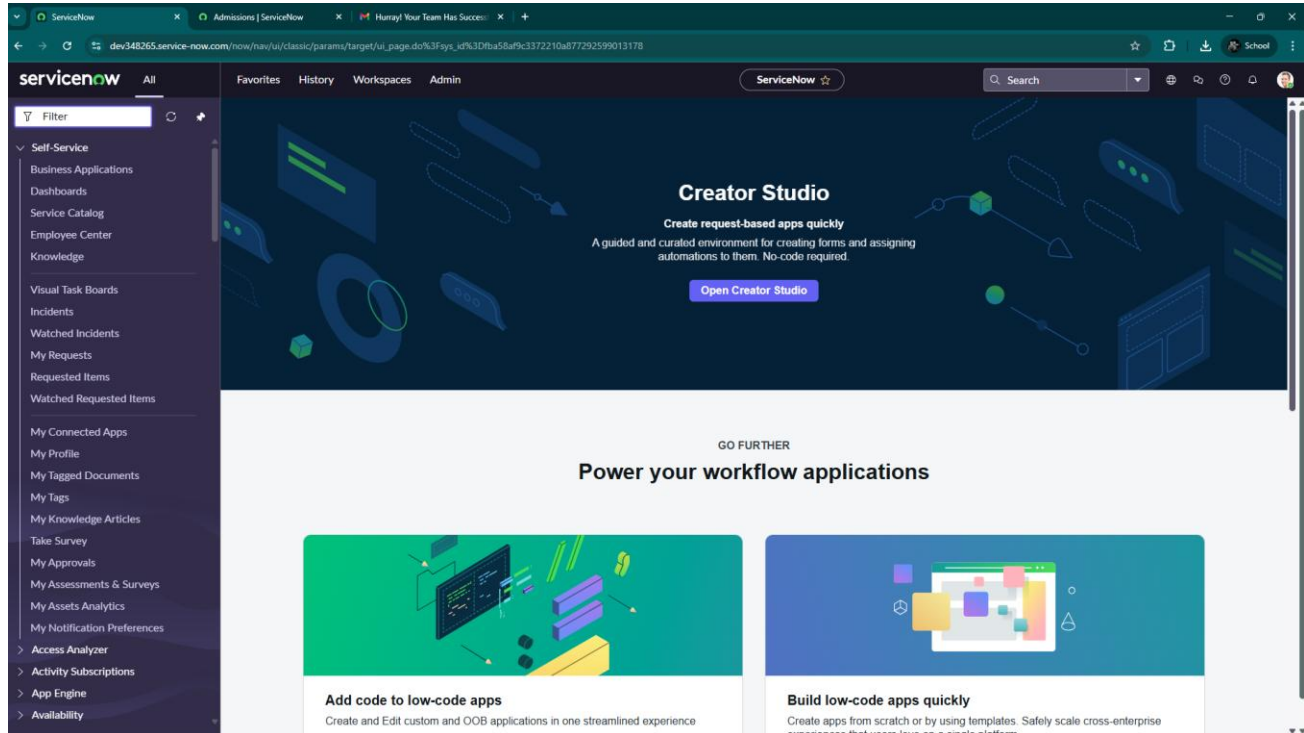 ServiceNow
Admissions | ServiceNow
Hurray! Your Team Has Success
dev348265.service-now.com/now/nav/ui/classic/params/target/ui_page.do%3Fsys_id%3Dfba58af9c3372210a877292599013178
School
servicenow
All
Favorites
History
Workspaces
Admin
ServiceNow
Search
Filter
Self-Service
Business Applications
Dashboards
Service Catalog
Employee Center
Knowledge
Visual Task Boards
Incidents
Watched Incidents
My Requests
Requested Items
Watched Requested Items
My Connected Apps
My Profile
My Tagged Documents
My Tags
My Knowledge Articles
Take Survey
My Approvals
My Assessments & Surveys
My Assets Analytics
My Notification Preferences
Access Analyzer
Activity Subscriptions
App Engine
Availability
Creator Studio
Create request-based apps quickly
A guided and curated environment for creating forms and assigning
automations to them. No-code required.
Open Creator Studio
GO FURTHER
Power your workflow applications
Add code to low-code apps
Create and Edit custom and OOB applications in one streamlined experience
Build low-code apps quickly
Create apps from scratch or by using templates. Safely scale cross-enterprise
experiences that users love on a single platform.